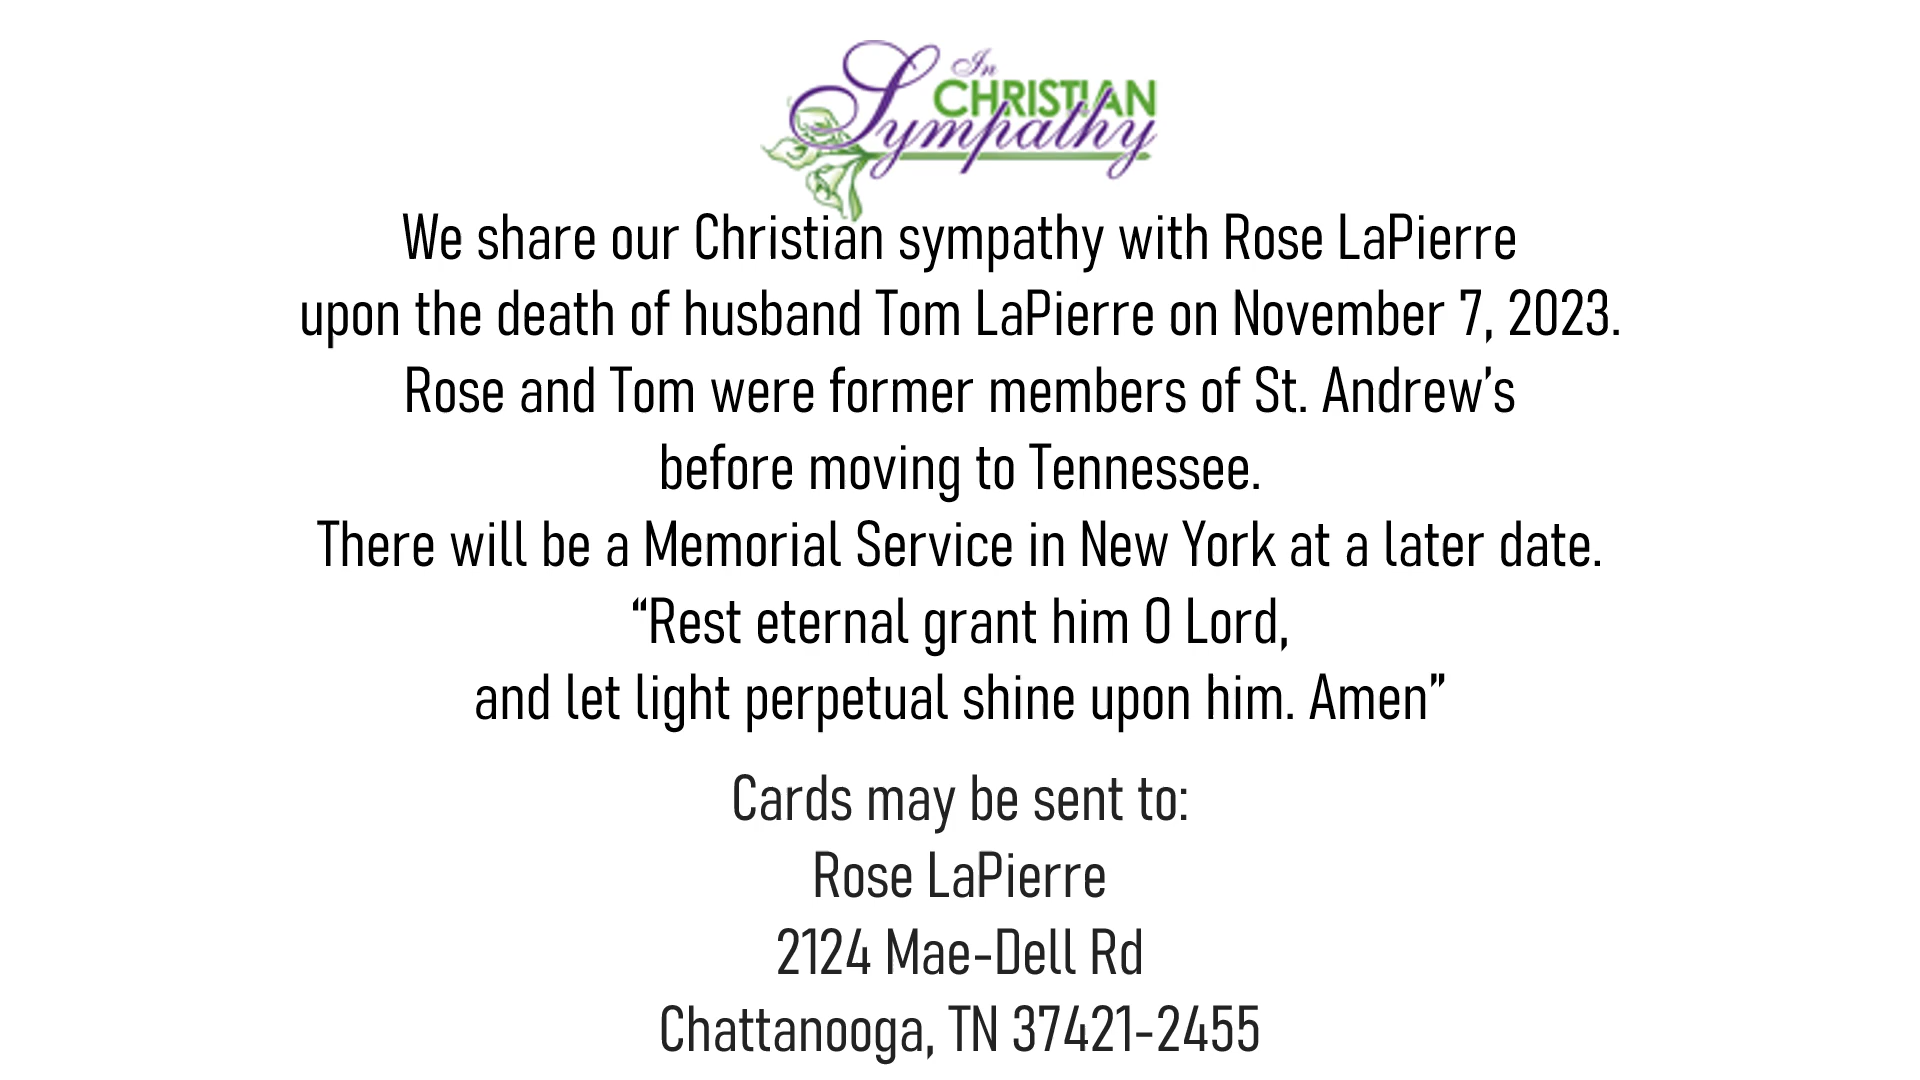 In
CHRISTIAN
Sympathy
We share our Christian sympathy with Rose LaPierre
upon the death of husband Tom LaPierre on November 7, 2023.
Rose and Tom were former members of St. Andrew’s
before moving to Tennessee.
There will be a Memorial Service in New York at a later date.
“Rest eternal grant him O Lord,
and let light perpetual shine upon him. Amen”
Cards may be sent to:
Rose LaPierre
2124 Mae-Dell Rd
Chattanooga, TN 37421-2455